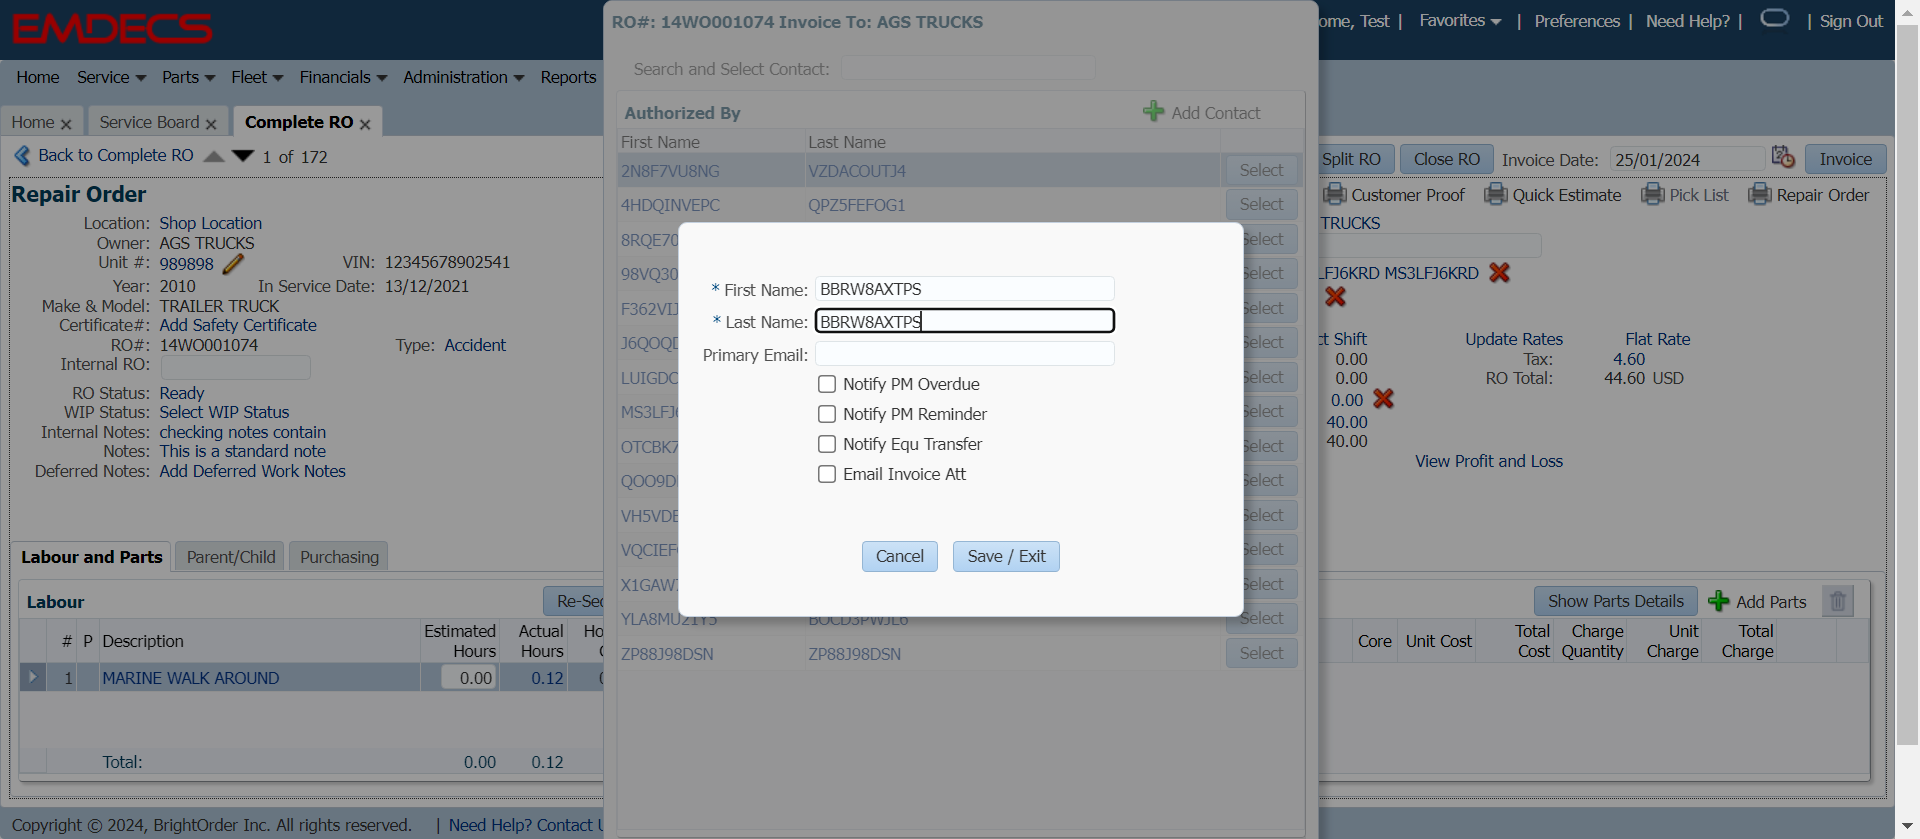 EMDECS
RO#: 14WO001074 Invoice To: AGS TRUCKS
ome, Test | Favorites | Preferences | Need Help? | | Sign Out
Home Service Parts Fleet Financials Administration Reports
Search and Select Contact:
Home x Service Board x Complete RO x
Authorized By Add Contact
Back to Complete RO 1 of 172
First Name Last Name
Split RO Close RO Invoice Date: 25/01/2024 Invoice
2N8F7VU8NG VZDACOUTJ4 Select
Repair Order
Customer Proof Quick Estimate Pick List Repair Order
4HDQINVEPC QPZ5FEFOG1 Select
Location: Shop Location
TRUCKS
Owner: AGS TRUCKS
8RQE70 Select
Unit #: 989898 VIN: 12345678902541
98VQ30 Select
LFJ6KRD MS3LFJ6KRD
Year: 2010 In Service Date: 13/12/2021
* First Name: BBRW8AXTPS
Make & Model: TRAILER TRUCK
F362VIJ Select
Certificate#: Add Safety Certificate
* Last Name: BBRW8AXTPS
RO#: 14WO001074 Type: Accident
J6QOQD Select
ct Shift Update Rates Flat Rate
Primary Email:
0.00 Tax: 4.60
Internal RO:
LUIGDC Select
0.00 RO Total: 44.60 USD
Notify PM Overdue
RO Status: Ready
0.00
WIP Status: Select WIP Status
Notify PM Reminder
MS3LFJ6 Select
40.00
Internal Notes: checking notes contain
Notify Equ Transfer
OTCBK7 Select
40.00
Notes: This is a standard note
View Profit and Loss
Deferred Notes: Add Deferred Work Notes
Email Invoice Att
QOO9D Select
VH5VDE Select
VQCIEF Select
Cancel Save / Exit
Labour and Parts Parent/Child Purchasing
X1GAW Select
Labour Re-Sec
Show Parts Details Add Parts
YLA8MU21Y5 BOCD3PWJL6 Select
# P Description Estimated Hours Actual Hours Ho
Core Unit Cost Total Cost Charge Quantity Unit Charge Total Charge
ZP88J98DSN ZP88J98DSN Select
1 MARINE WALK AROUND 0.00 0.12
Total: 0.00 0.12
Copyright © 2024, BrightOrder Inc. All rights reserved. | Need Help? Contact U